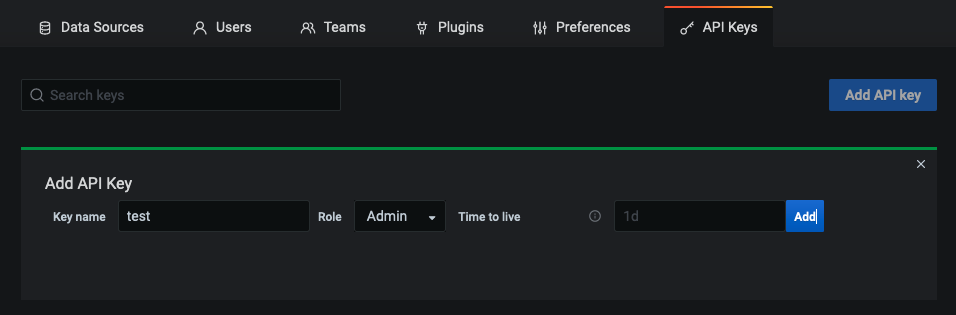 Data Sources Users Teams Plugins Preferences API Keys
Search keys Add API key
Add API Key
Key name test Role Admin Time to live 1d Add